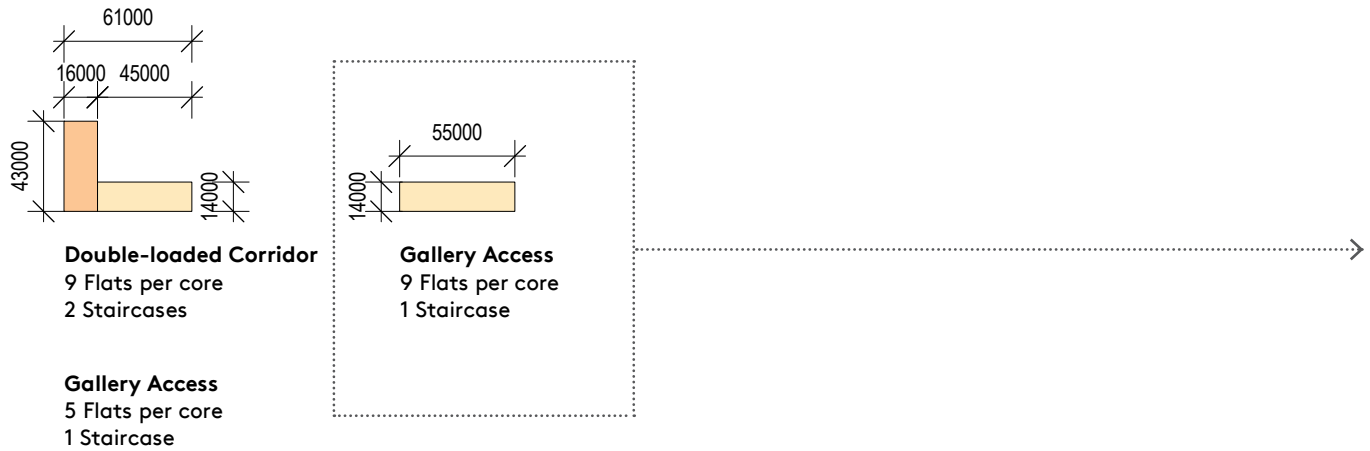 61000
16000 45000
43000
14000
Double-loaded Corridor
9 Flats per core
2 Staircases
Gallery Access
5 Flats per core
1 Staircase
55000
14000
Gallery Access
9 Flats per core
1 Staircase